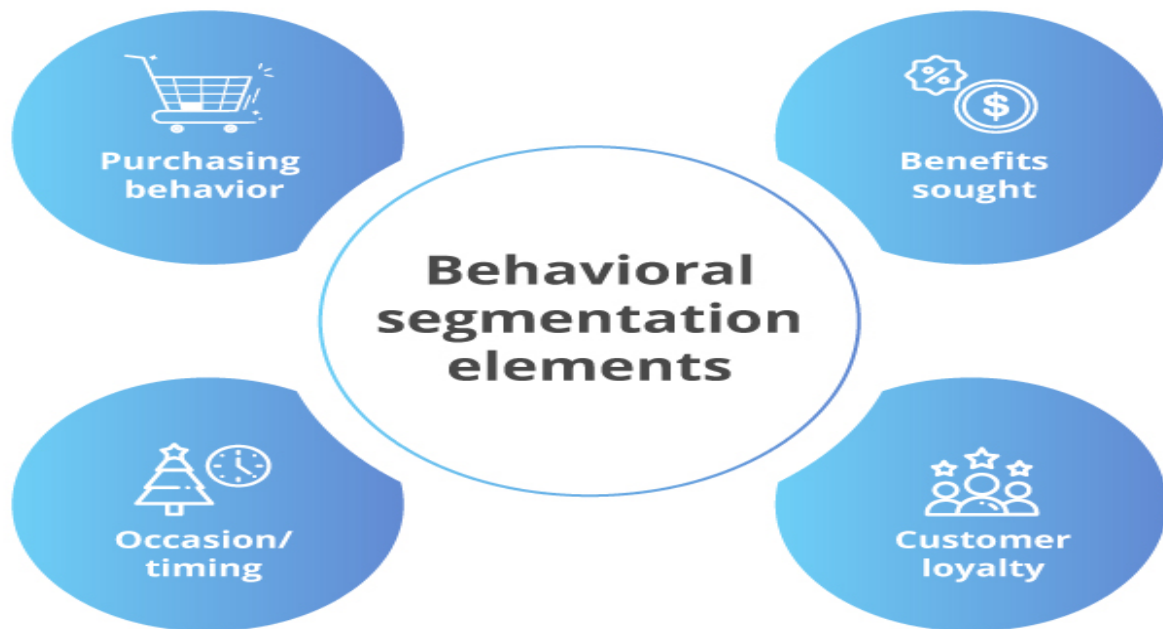 Purchasing
behavior
%
$
Benefits
sought
Behavioral
segmentation
elements
Occasion/
timing
Customer
loyalty